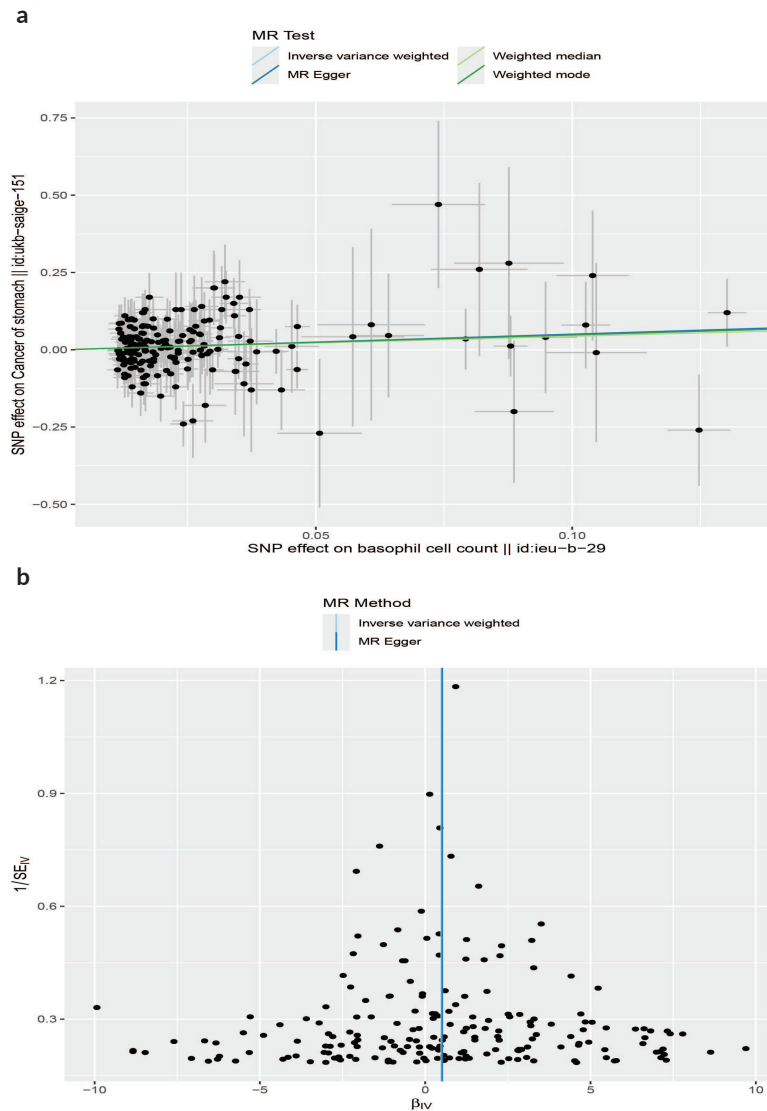 a
MR Test
Inverse variance weighted
Weighted median
MR Egger
Weighted mode
SNP effect on Cancer of stomach || id:ukb-saige-151
0.75
0.50
0.25
0.00
−0.25
−0.50
0.05
0.10
SNP effect on basophil cell count || id:ieu-b-29
b
MR Method
Inverse variance weighted
MR Egger
1/SE_IV
1.2
0.9
0.6
0.3
−10
−5
0
5
10
β_IV